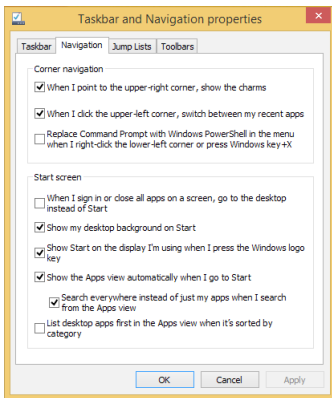 Taskbar and Navigation properties
Taskbar Navigation Jump Lists Toolbars
Corner navigation
When I point to the upper-right corner, show the charms
When I click the upper-left corner, switch between my recent apps
Replace Command Prompt with Windows PowerShell in the menu
when I right-click the lower-left corner or press Windows key+X
Start screen
When I sign in or close all apps on a screen, go to the desktop
instead of Start
Show my desktop background on Start
Show Start on the display I'm using when I press the Windows logo
key
Show the Apps view automatically when I go to Start
Search everywhere instead of just my apps when I search
from the Apps view
List desktop apps first in the Apps view when it's sorted by
category
OK Cancel Apply